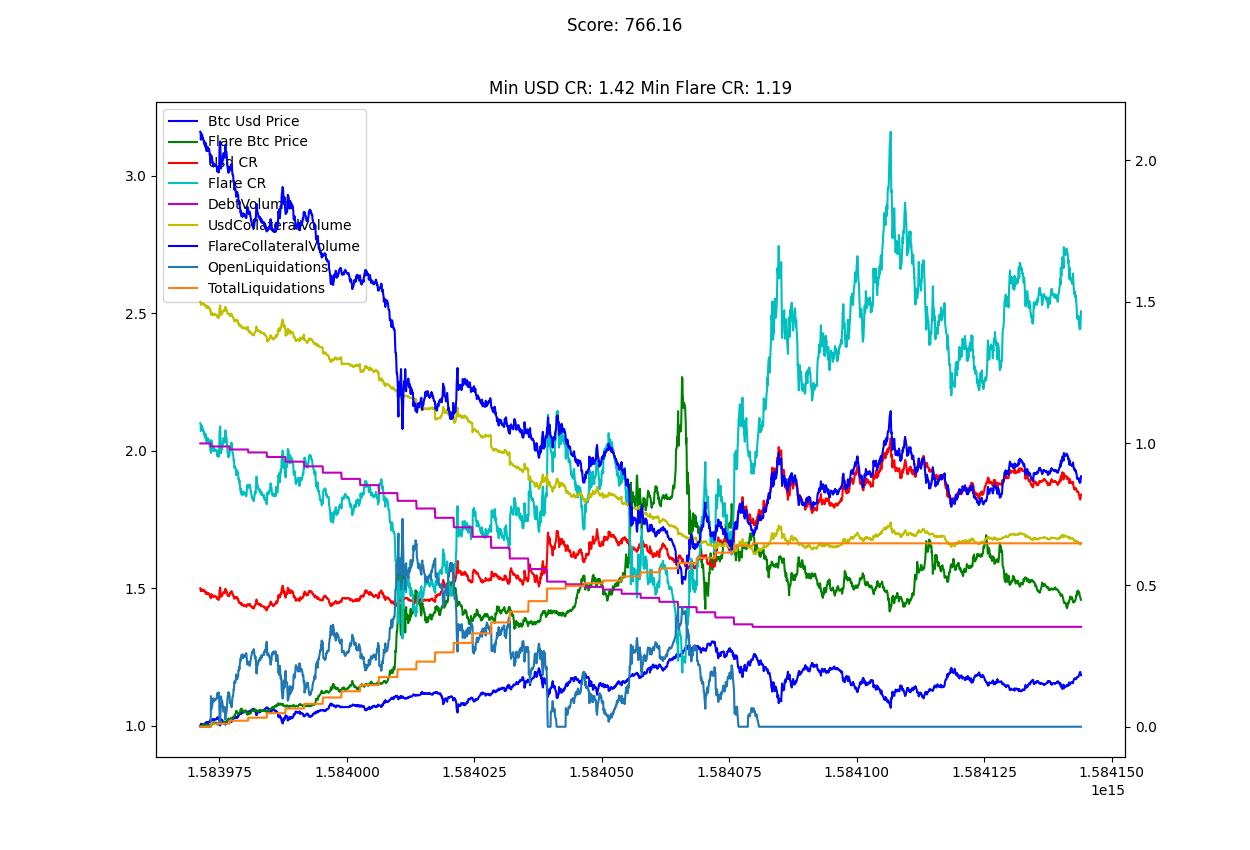 Score: 766.16
Min USD CR: 1.42 Min Flare CR: 1.19
Btc Usd Price
Flare Btc Price
Usd CR
Flare CR
DebtVolume
UsdCollateralVolume
FlareCollateralVolume
OpenLiquidations
TotalLiquidations
3.0
2.5
2.0
1.5
1.0
2.0
1.5
1.0
0.5
0.0
1.583975
1.584000
1.584025
1.584050
1.584075
1.584100
1.584125
1.584150
1e15